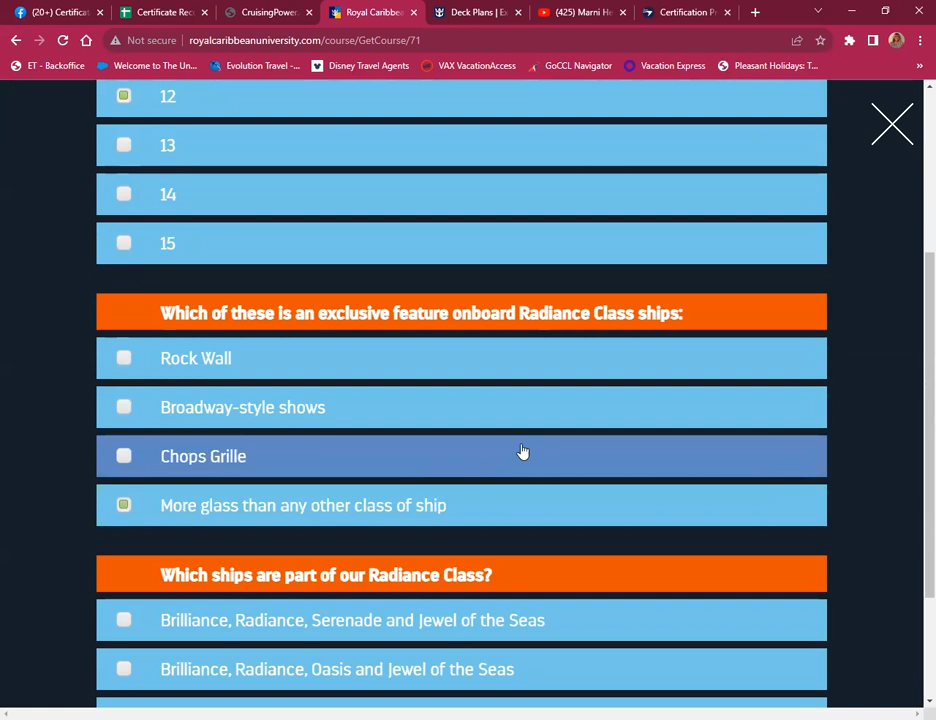 (20+) Certificat
Certificate Rec
CruisingPower.
Royal Caribbea
Deck Plans | E
(425) Marni He
Certification P
Not secure
royalcaribbeanuniversity.com/course/GetCourse/71
ET - Backoffice
Welcome to The Un...
Evolution Travel -...
Disney Travel Agents
VAX VacationAccess
GoCCL Navigator
Vacation Express
Pleasant Holidays: T...
»
12
13
14
15
Which of these is an exclusive feature onboard Radiance Class ships:
Rock Wall
Broadway-style shows
Chops Grille
More glass than any other class of ship
Which ships are part of our Radiance Class?
Brilliance, Radiance, Serenade and Jewel of the Seas
Brilliance, Radiance, Oasis and Jewel of the Seas